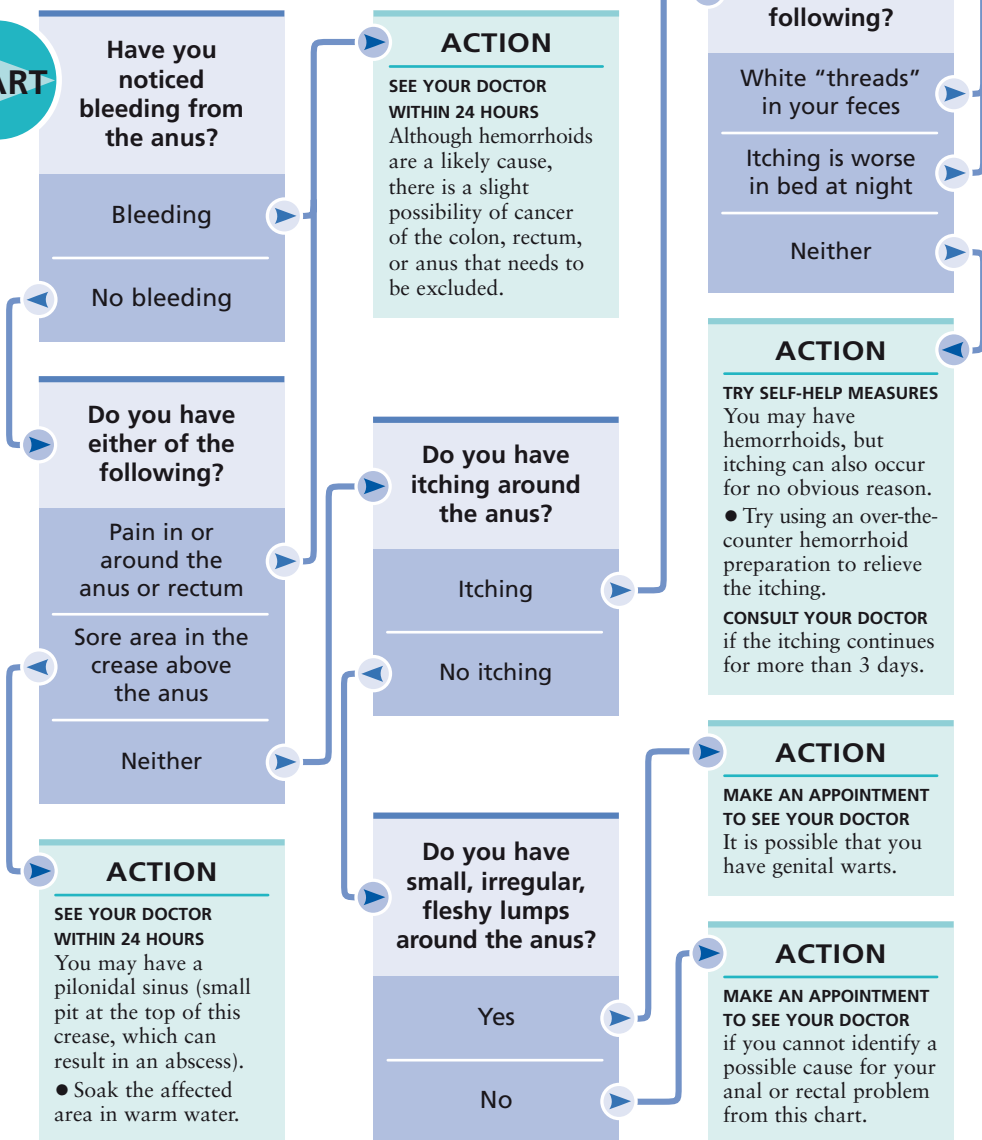 ART
Have you
noticed
bleeding from
the anus?
Bleeding
No bleeding
Do you have
either of the
following?
Pain in or
around the
anus or rectum
Sore area in the
crease above
the anus
Neither
ACTION
SEE YOUR DOCTOR
WITHIN 24 HOURS
You may have a
pilonidal sinus (small
pit at the top of this
crease, which can
result in an abscess).
● Soak the affected
area in warm water.
ACTION
SEE YOUR DOCTOR
WITHIN 24 HOURS
Although hemorrhoids
are a likely cause,
there is a slight
possibility of cancer
of the colon, rectum,
or anus that needs to
be excluded.
Do you have
itching around
the anus?
Itching
No itching
Do you have
small, irregular,
fleshy lumps
around the anus?
Yes
No
following?
White “threads”
in your feces
Itching is worse
in bed at night
Neither
ACTION
TRY SELF-HELP MEASURES
You may have
hemorrhoids, but
itching can also occur
for no obvious reason.
● Try using an over-the-
counter hemorrhoid
preparation to relieve
the itching.
CONSULT YOUR DOCTOR
if the itching continues
for more than 3 days.
ACTION
MAKE AN APPOINTMENT
TO SEE YOUR DOCTOR
It is possible that you
have genital warts.
ACTION
MAKE AN APPOINTMENT
TO SEE YOUR DOCTOR
if you cannot identify a
possible cause for your
anal or rectal problem
from this chart.